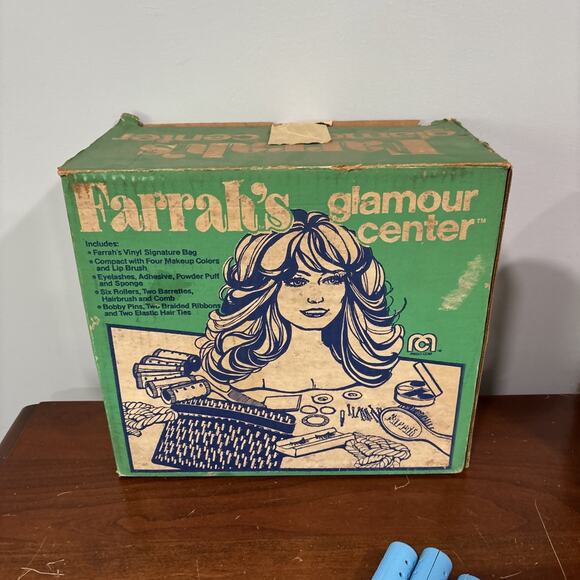 Farrah's
glamour
center™
Includes:
• Farrah's Vinyl Signature Bag
• Compact with Four Makeup Colors
and Lip Brush
• Eyelashes, Adhesive, Powder Puff
and Sponge
• Six Rollers, Two Barrettes,
Hairbrush and Comb
• Bobby Pins, Two Braided Ribbons
and Two Elastic Hair Ties
MEGO CORP
Farrah's
Farrah's
glamour
center